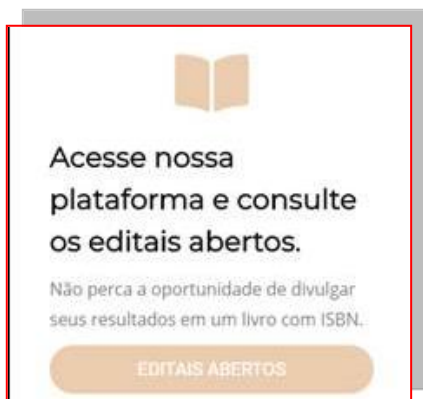 Acesse nossa
plataforma e consulte
os editais abertos.
Não perca a oportunidade de divulgar
seus resultados em um livro com ISBN.
EDITAIS ABERTOS